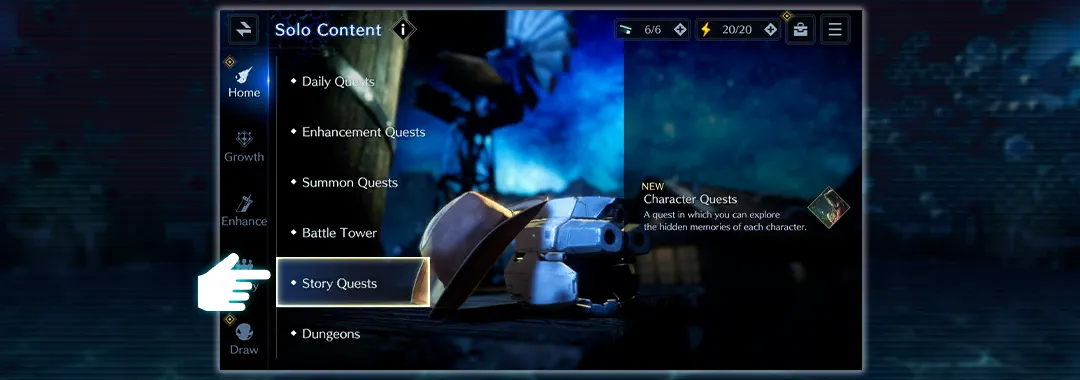 Solo Content
6/6
20/20
Home
Growth
Enhance
Draw
Daily Quests
Enhancement Quests
Summon Quests
Battle Tower
Story Quests
Dungeons
NEW
Character Quests
A quest in which you can explore
the hidden memories of each character.